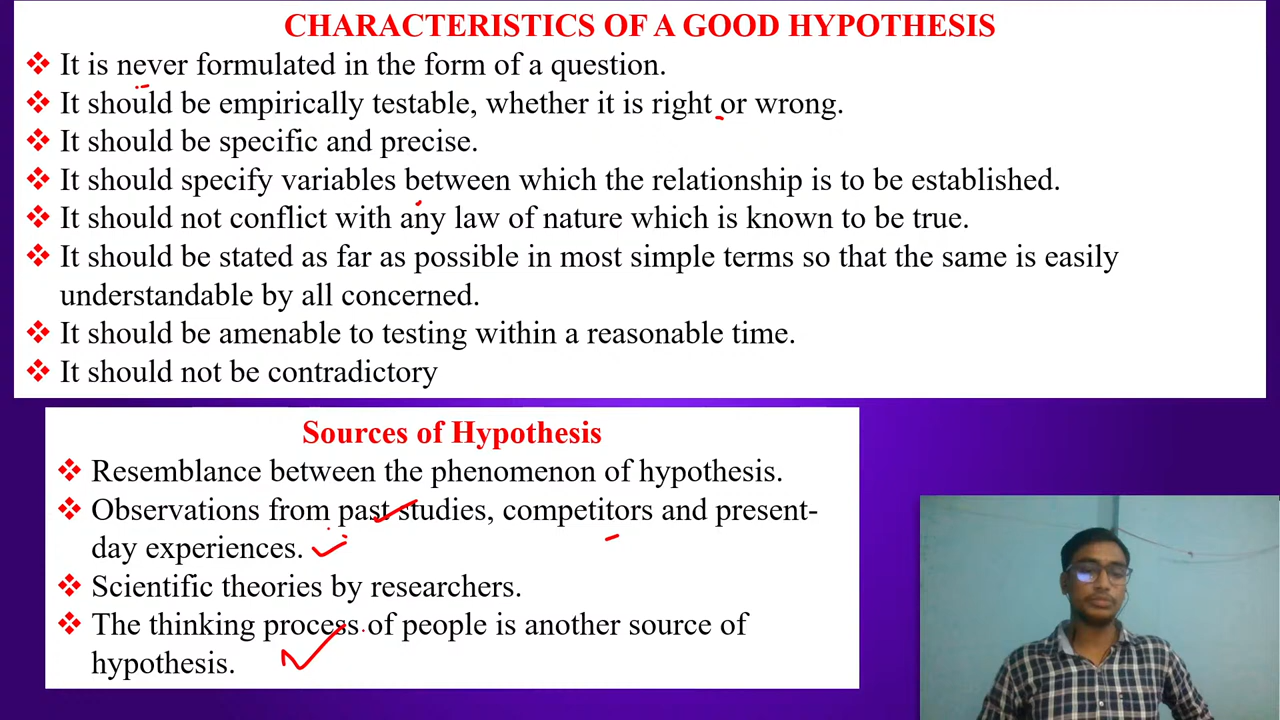 CHARACTERISTICS OF A GOOD HYPOTHESIS
It is never formulated in the form of a question.
It should be empirically testable, whether it is right or wrong.
It should be specific and precise.
It should specify variables between which the relationship is to be established.
It should not conflict with any law of nature which is known to be true.
It should be stated as far as possible in most simple terms so that the same is easily
understandable by all concerned.
It should be amenable to testing within a reasonable time.
It should not be contradictory
Sources of Hypothesis
Resemblance between the phenomenon of hypothesis.
Observations from past studies, competitors and present-
day experiences.
Scientific theories by researchers.
The thinking process of people is another source of
hypothesis.